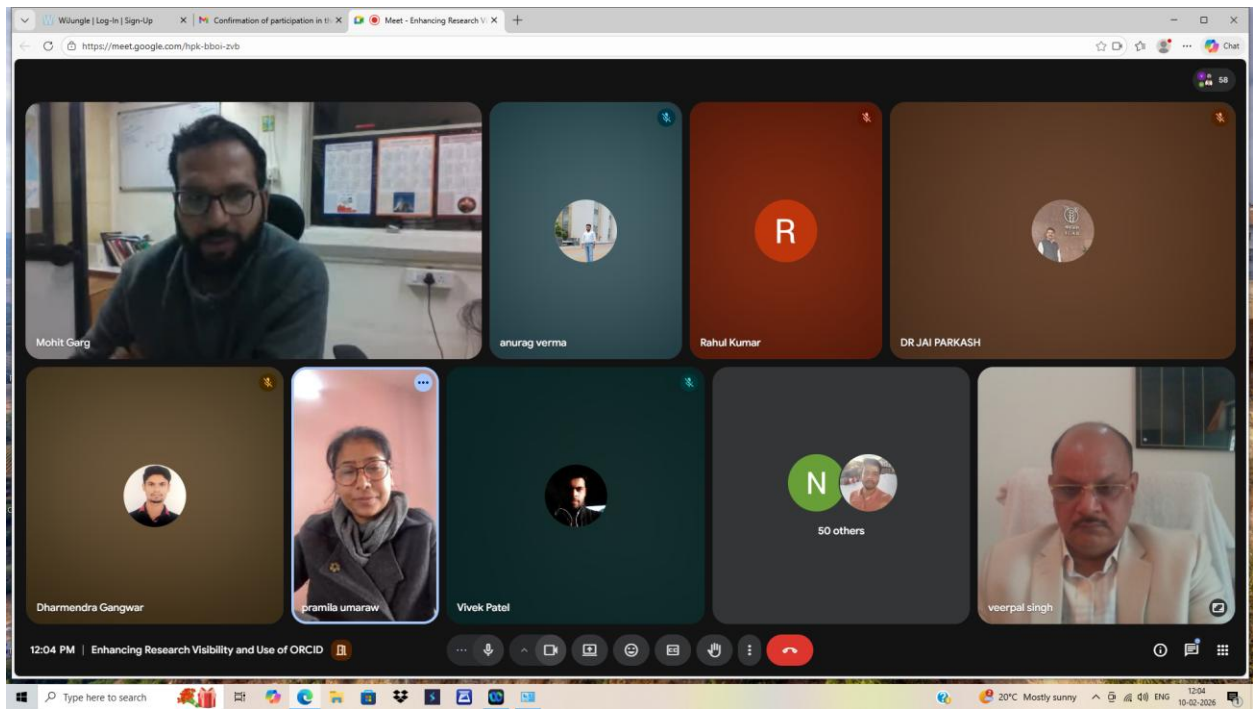 Wilungle | Log-In | Sign-Up
Confirmation of participation in th
Meet - Enhancing Research Vi
https://meet.google.com/hpk-bboi-zvb
Chat
58
Mohit Garg
anurag verma
R
Rahul Kumar
DR JAI PARKASH
Dharmendra Gangwar
pramila umaraw
Vivek Patel
N
50 others
veerpal singh
12:04 PM | Enhancing Research Visibility and Use of ORCID
CC
Type here to search
20°C Mostly sunny
ENG
12:04
10-02-2026